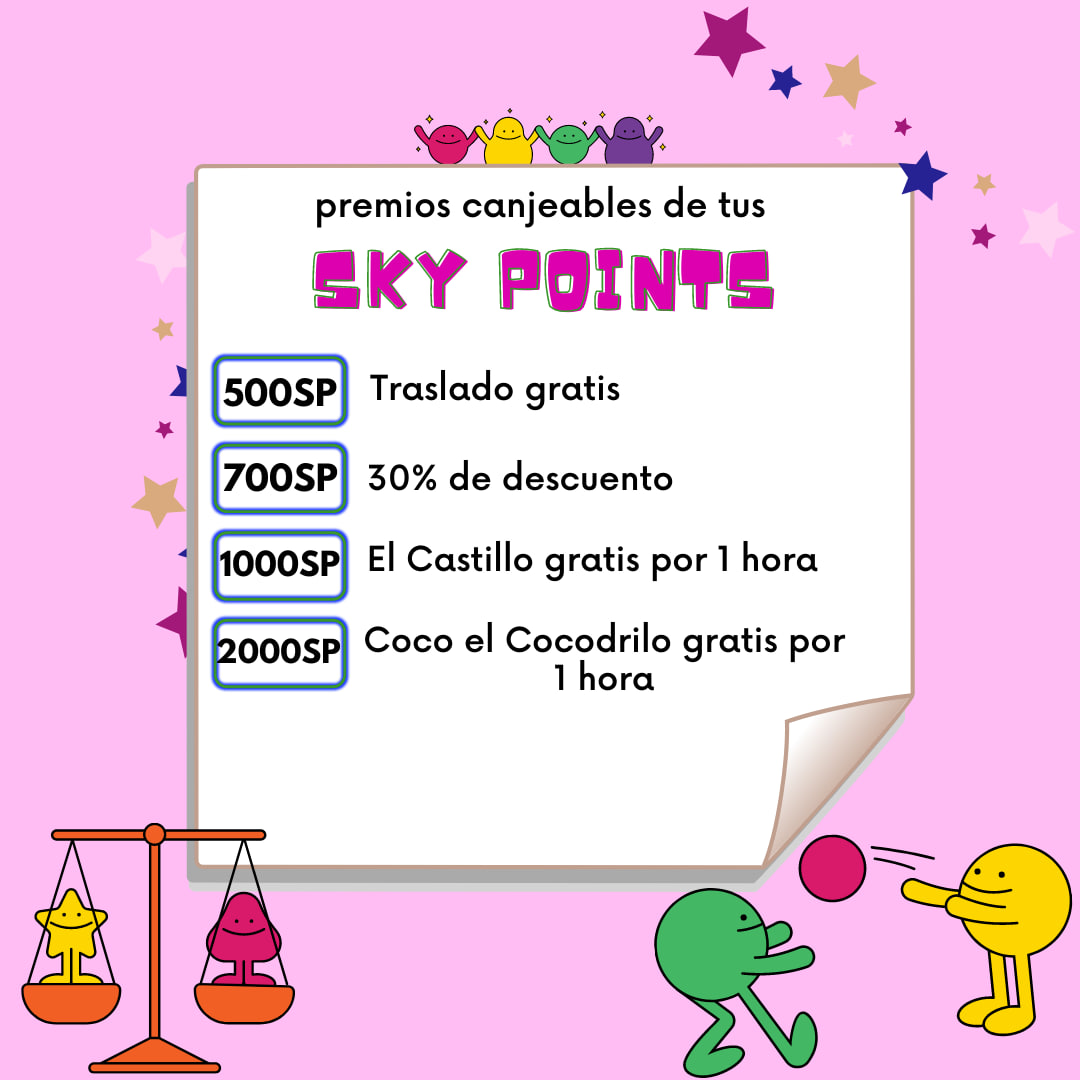 premios canjeables de tus
SKY POINTS
500SP Traslado gratis
700SP 30% de descuento
1000SP El Castillo gratis por 1 hora
2000SP Coco el Cocodrilo gratis por
1 hora